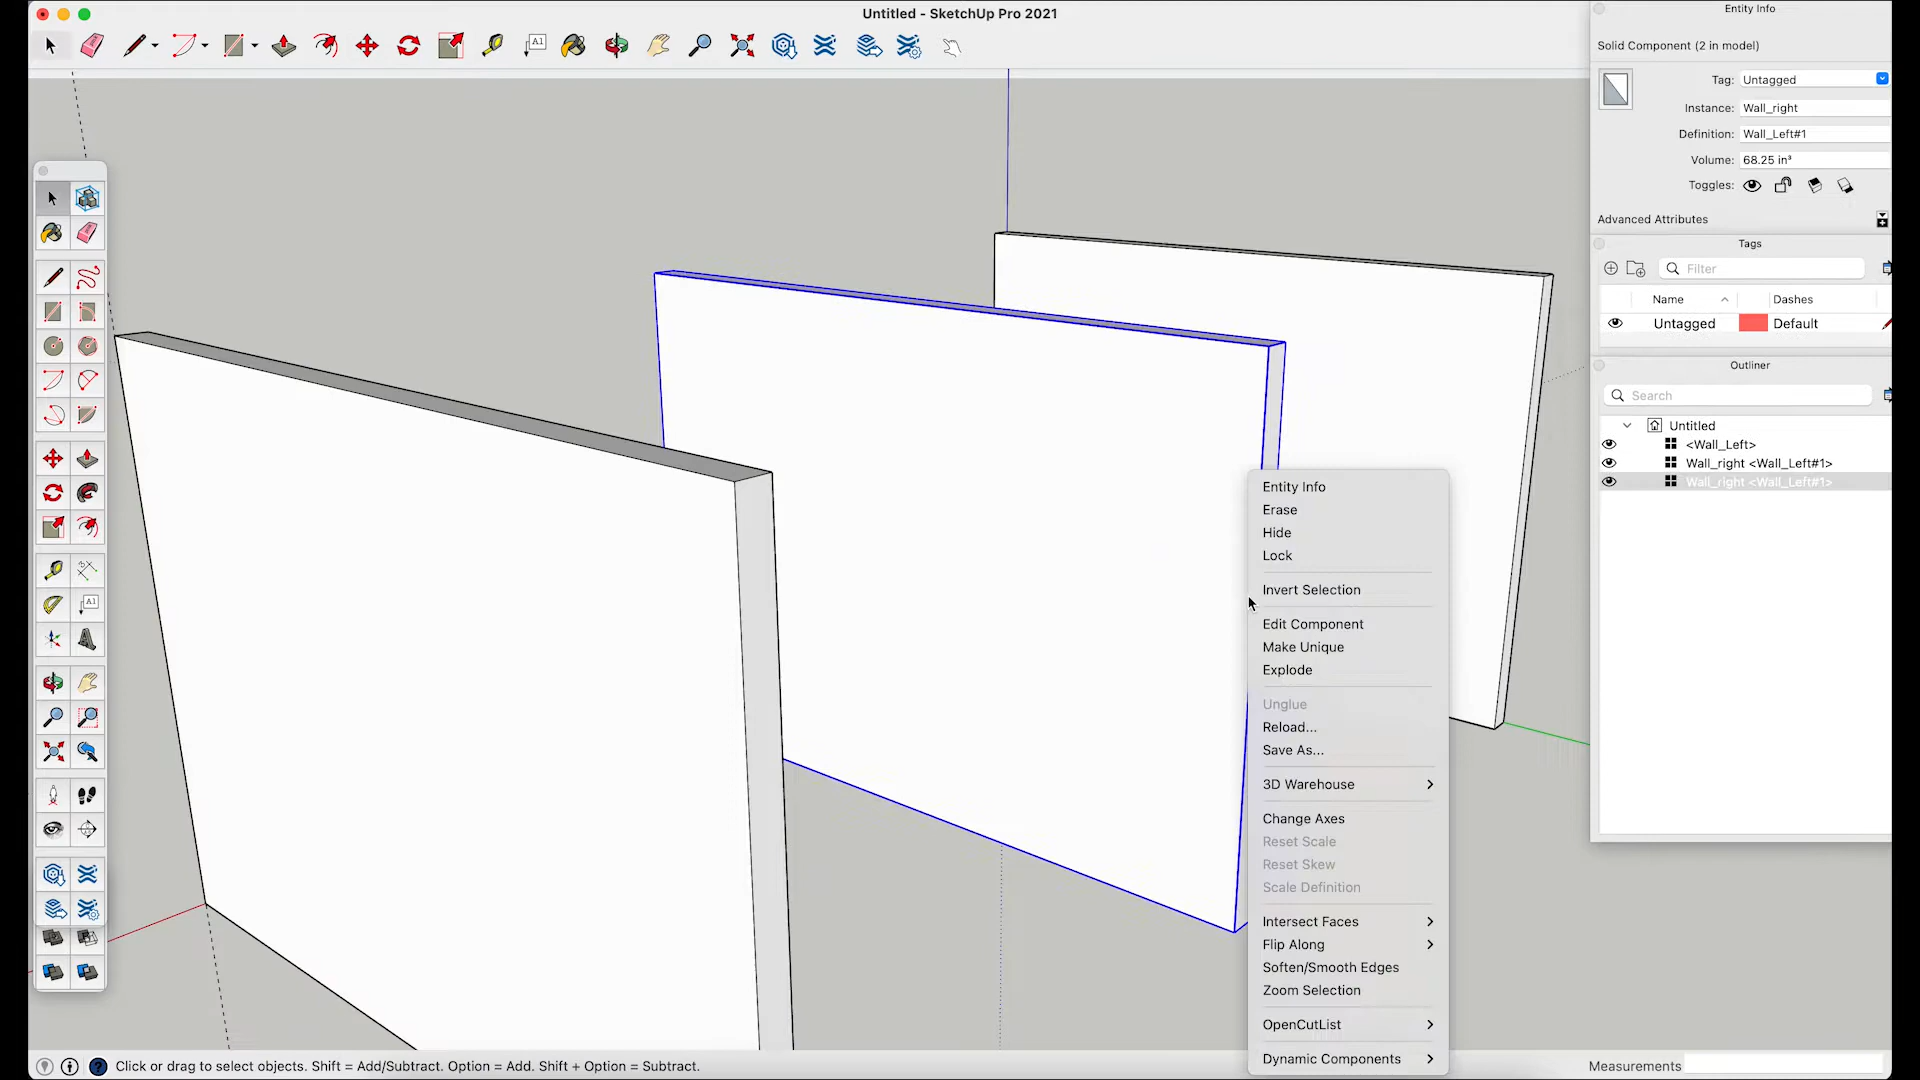 Untitled - SketchUp Pro 2021
A1
A1
Entity Info
Solid Component (2 in model)
Tag: Untagged
Instance: Wall_right
Definition: Wall_Left#1
Volume: 68.25 in³
Toggles:
Advanced Attributes
Tags
Filter
Name
Dashes
Untagged
Default
Outliner
Search
Untitled
<Wall_Left>
Wall_right <Wall_Left#1>
Wall_right <Wall_Left#1>
Entity Info
Erase
Hide
Lock
Invert Selection
Edit Component
Make Unique
Explode
Unglue
Reload...
Save As...
3D Warehouse
Change Axes
Reset Scale
Reset Skew
Scale Definition
Intersect Faces
Flip Along
Soften/Smooth Edges
Zoom Selection
OpenCutList
Dynamic Components
Click or drag to select objects. Shift = Add/Subtract. Option = Add. Shift + Option = Subtract.
Measurements